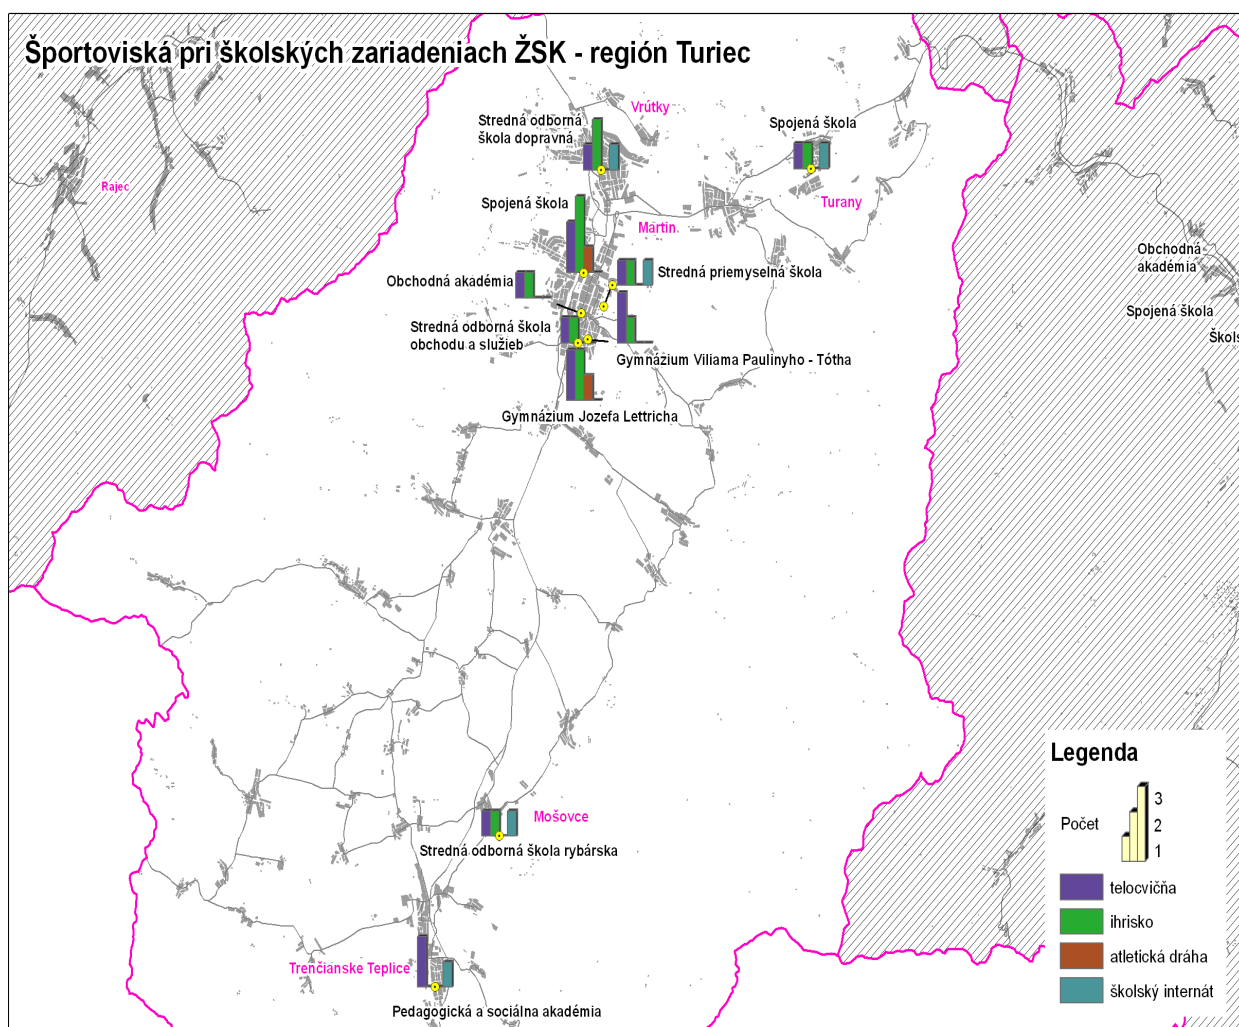 Športoviská pri školských zariadeniach ŽSK - región Turiec
Vrútky
Stredná odborná
škola dopravná
Spojená škola
Rajec
Turany
Spojená škola
Martin
Obchodná
akadémia
Stredná priemyselná škola
Obchodná akadémia
Spojená škola
Stredná odborná škola
obchodu a služieb
Gymnázium Viliama Paulinyho - Tótha
Gymnázium Jozefa Lettricha
Legenda
Počet
3
2
1
telocvičňa
ihrisko
atletická dráha
školský internát
Mošovce
Stredná odborná škola rybárska
Trenčianske Teplice
Pedagogická a sociálna akadémia